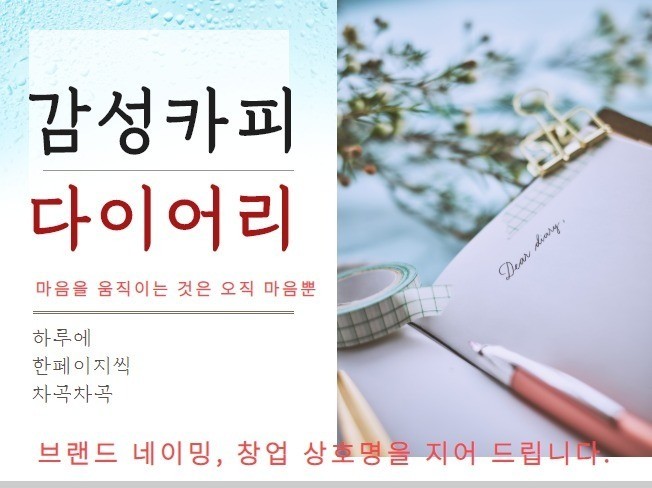 감성카피
다이어리
마음을 움직이는 것은 오직 마음뿐
하루에
한페이지씩
차곡차곡
Dear diary,
브랜드 네이밍, 창업 상호명을 지어 드립니다.